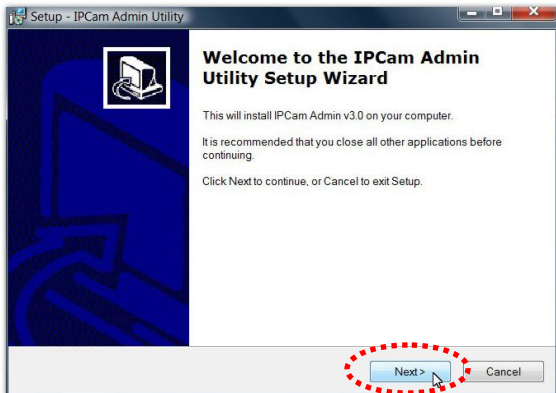 Setup - IPCam Admin Utility
Welcome to the IPCam Admin
Utility Setup Wizard
This will install IPCam Admin v3.0 on your computer.
It is recommended that you close all other applications before
continuing.
Click Next to continue, or Cancel to exit Setup.
Next >
Cancel